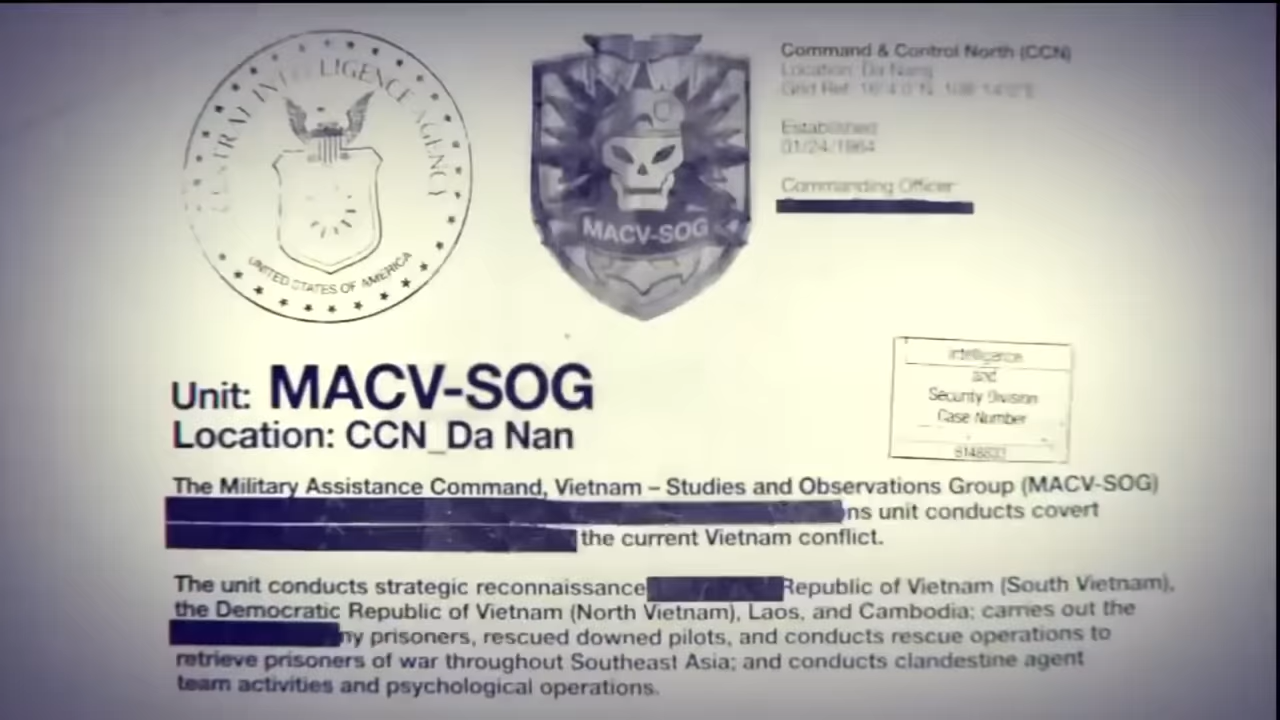 CENTRAL INTELLIGENCE AGENCY
UNITED STATES OF AMERICA
MACV-SOG
Command & Control North (CCN)
Location: Da Nang
Grid Ref:
Established
01/24/1964
Commanding Officer
Unit: MACV-SOG
Location: CCN_Da Nan
Intelligence
and
Security Division
Case Number
The Military Assistance Command, Vietnam – Studies and Observations Group (MACV-SOG)
ns unit conducts covert
the current Vietnam conflict.
The unit conducts strategic reconnaissance Republic of Vietnam (South Vietnam),
the Democratic Republic of Vietnam (North Vietnam), Laos, and Cambodia; carries out the
ny prisoners, rescued downed pilots, and conducts rescue operations to
retrieve prisoners of war throughout Southeast Asia; and conducts clandestine agent
team activities and psychological operations.